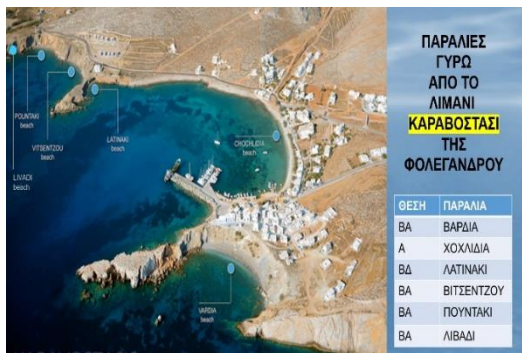 POUNTAKI
beach
VITSENTZOU
beach
LATINAKI
beach
LIVADI
beach
CHOCHLIDIA
beach
VARDIA
beach
ΠΑΡΑΛΙΕΣ
ΓΥΡΩ
ΑΠΟ ΤΟ
ΛΙΜΑΝΙ
ΚΑΡΑΒΟΣΤΑΣΙ
ΤΗΣ
ΦΟΛΕΓΑΝΔΡΟΥ
ΘΕΣΗ ΠΑΡΑΛΙΑ
ΒΑ ΒΑΡΔΙΑ
Α ΧΟΧΛΙΔΙΑ
ΒΔ ΛΑΤΙΝΑΚΙ
ΒΑ ΒΙΤΣΕΝΤΖΟΥ
ΒΑ ΠΟΥΝΤΑΚΙ
ΒΑ ΛΙΒΑΔΙ